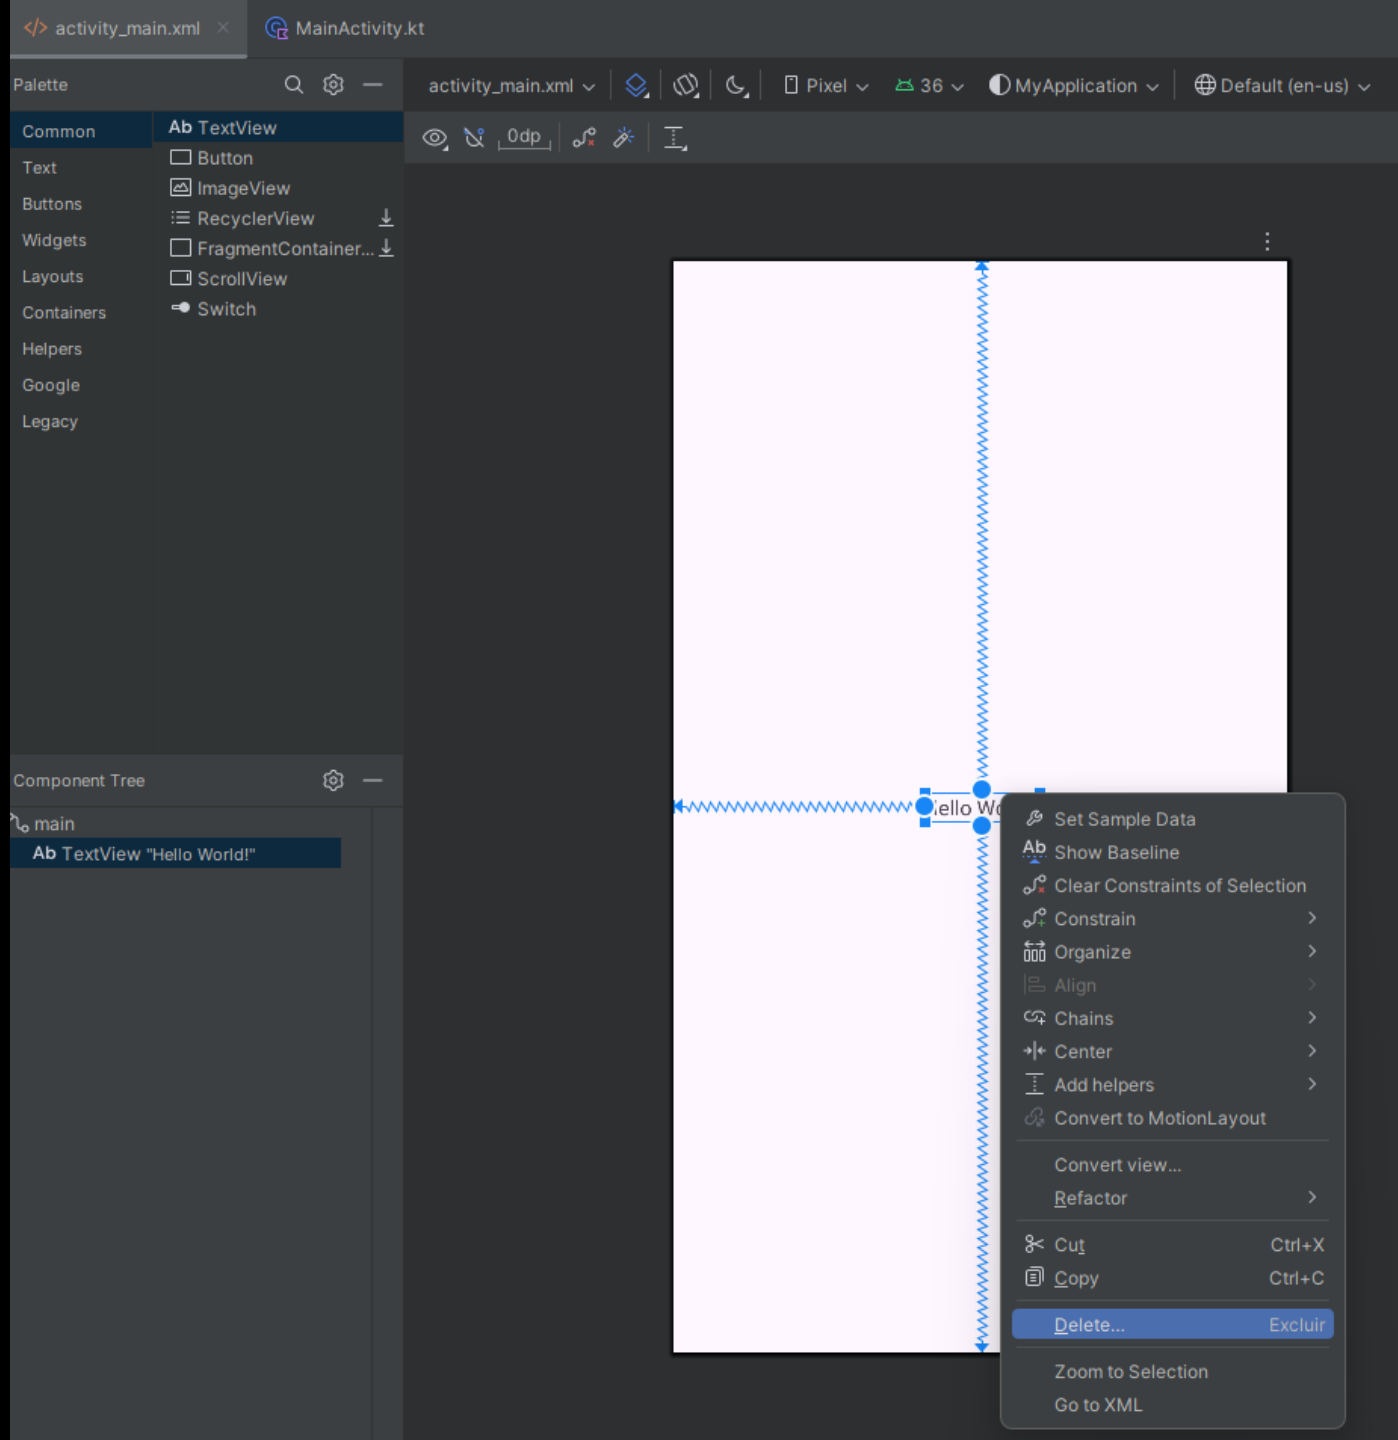 activity_main.xml
MainActivity.kt
Palette
activity_main.xml
Pixel
36
MyApplication
Default (en-us)
Common
Text
Buttons
Widgets
Layouts
Containers
Helpers
Google
Legacy
Ab TextView
Button
ImageView
RecyclerView
FragmentContainer...
ScrollView
Switch
0dp
Component Tree
main
Ab TextView "Hello World!"
Set Sample Data
Ab Show Baseline
Clear Constraints of Selection
Constrain
Organize
Align
Chains
Center
Add helpers
Convert to MotionLayout
Convert view...
Refactor
Cut Ctrl+X
Copy Ctrl+C
Delete... Excluir
Zoom to Selection
Go to XML